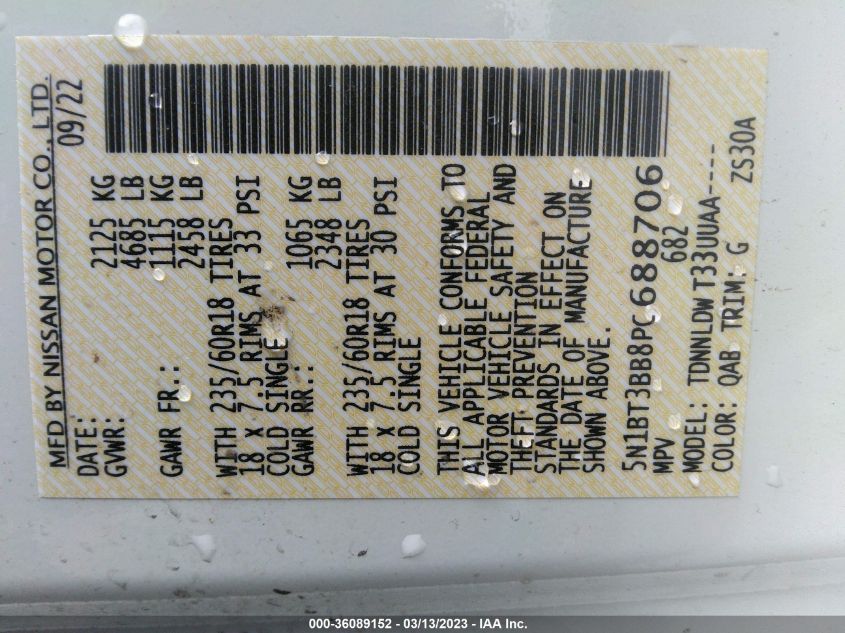 MFD BY NISSAN MOTOR CO., LTD.
DATE: 09/22
GVWR: 2125 KG
4685 LB
GAWR FR.: 1115 KG
2458 LB
WITH 235/60R18 TIRES
18 X 7.5 RIMS AT 33 PSI
COLD SINGLE
GAWR RR.: 1065 KG
2348 LB
WITH 235/60R18 TIRES
18 X 7.5 RIMS AT 30 PSI
COLD SINGLE
THIS VEHICLE CONFORMS TO
ALL APPLICABLE FEDERAL
MOTOR VEHICLE SAFETY AND
THEFT PREVENTION
STANDARDS IN EFFECT ON
THE DATE OF MANUFACTURE
SHOWN ABOVE.
5N1BT3BB8PC688706
MPV 682
MODEL: TDNNLDW T33UUAA----
COLOR: QAB TRIM: G ZS30A
000-36089152 - 03/13/2023 - IAA Inc.